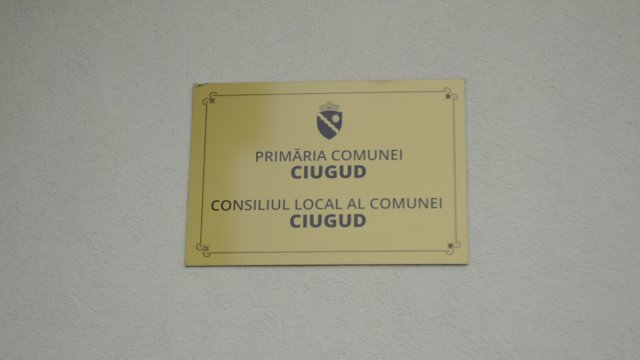 PRIMĂRIA COMUNEI
CIUGUD
CONSILIUL LOCAL AL COMUNEI
CIUGUD